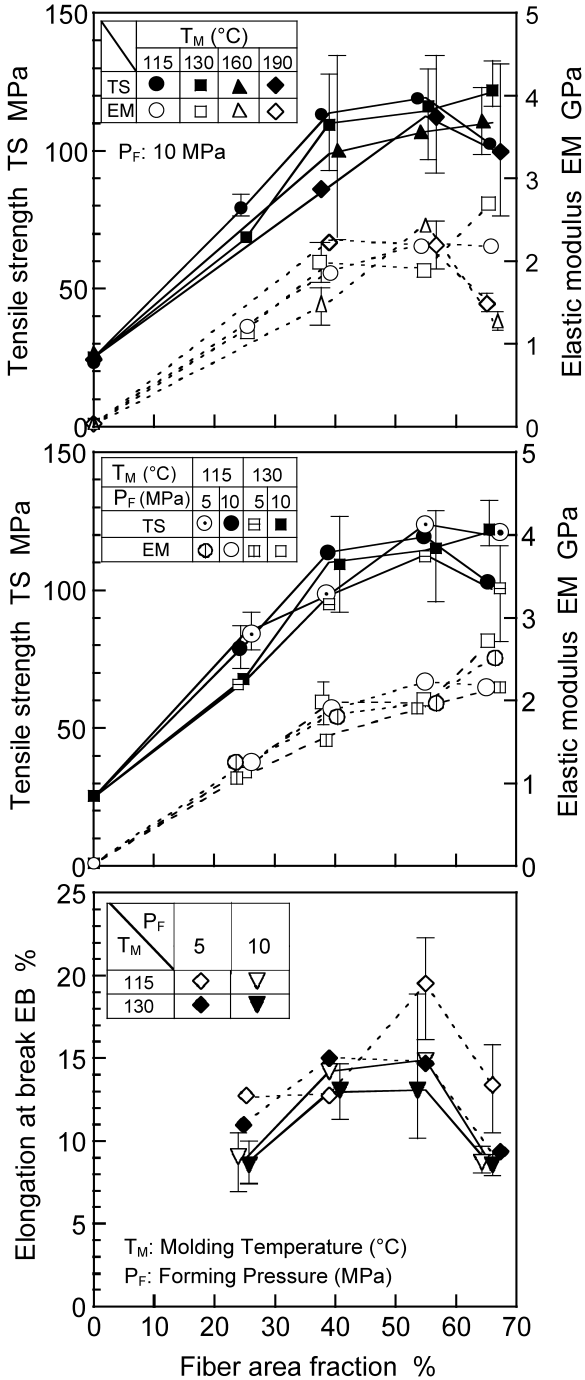 150
100
50
0
Tensile strength TS MPa
T_M (°C)
115 130 160 190
TS
EM
P_F: 10 MPa
5
4
3
2
1
0
Elastic modulus EM GPa
150
100
50
0
Tensile strength TS MPa
T_M (°C) 115 130
P_F (MPa) 5 10 5 10
TS
EM
5
4
3
2
1
0
Elastic modulus EM GPa
25
20
15
10
5
0
Elongation at break EB %
P_F
T_M 5 10
115
130
T_M: Molding Temperature (°C)
P_F: Forming Pressure (MPa)
0 10 20 30 40 50 60 70
Fiber area fraction %